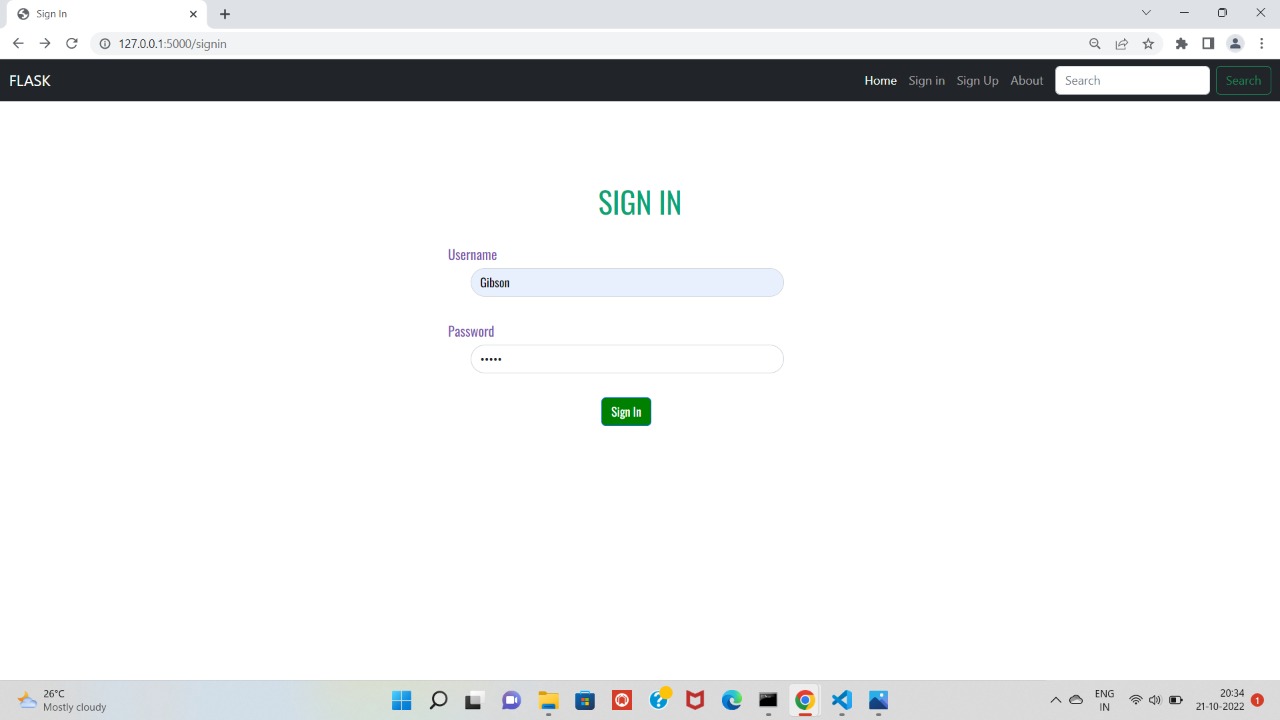 Sign In
127.0.0.1:5000/signin
FLASK
Home Sign in Sign Up About Search Search
SIGN IN
Username
Gibson
Password
•••••
Sign In
26°C
Mostly cloudy
ENG
IN
20:34
21-10-2022
1